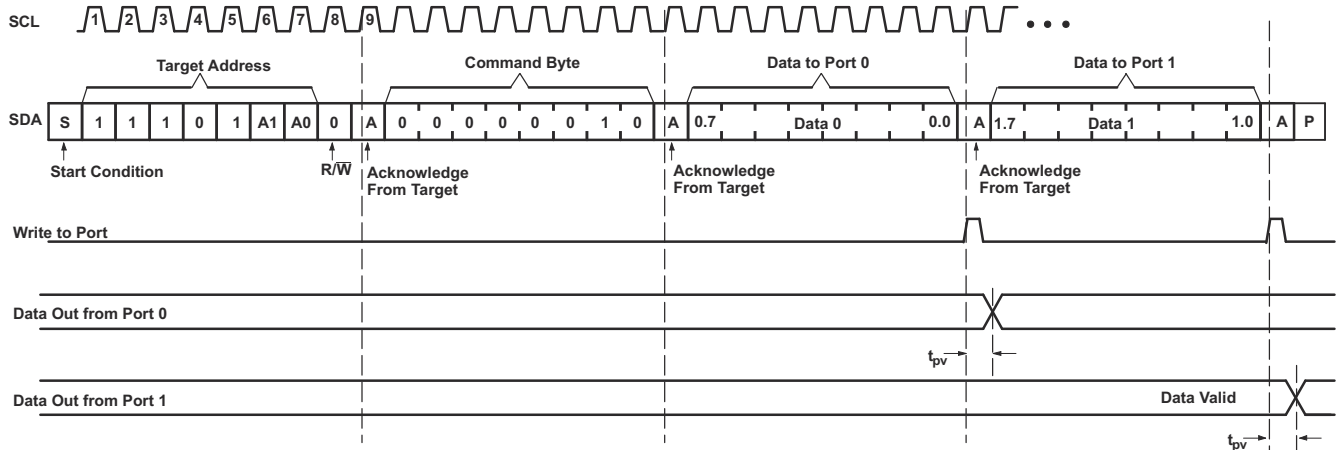 SCL 1 2 3 4 5 6 7 8 9 • • •
Target Address Command Byte Data to Port 0 Data to Port 1
SDA S 1 1 1 0 1 A1 A0 0 A 0 0 0 0 0 0 1 0 A 0.7 Data 0 0.0 A 1.7 Data 1 1.0 A P
Start Condition R/W̅ Acknowledge Acknowledge Acknowledge
From Target From Target From Target
Write to Port
Data Out from Port 0
tpv
Data Out from Port 1 Data Valid
tpv